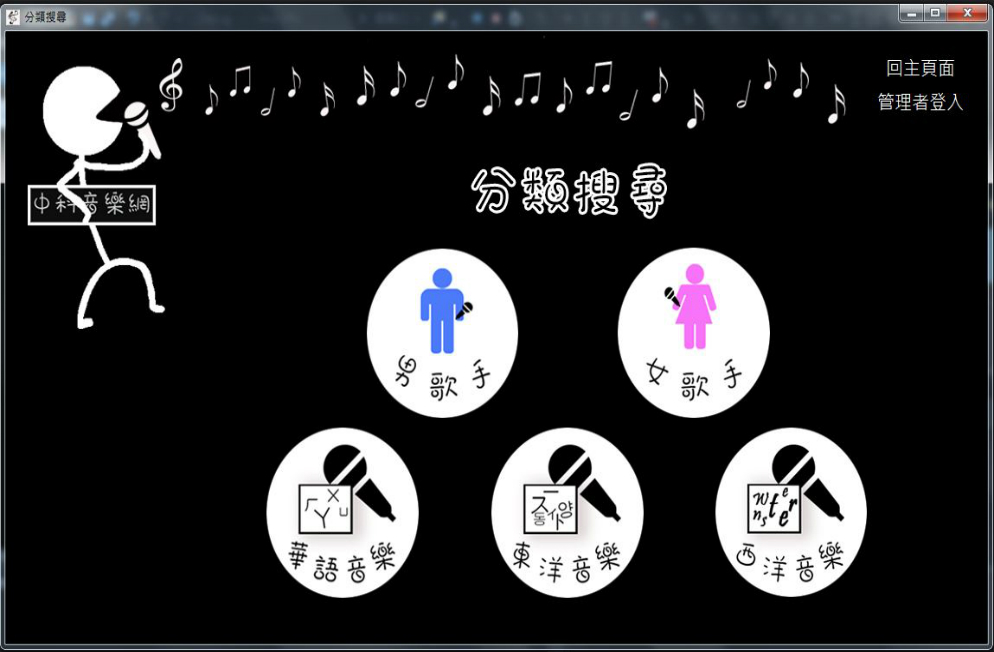 分類搜尋
回主頁面
管理者登入
中科音樂網
分類搜尋
男歌手
女歌手
華語音樂
東洋音樂
西洋音樂